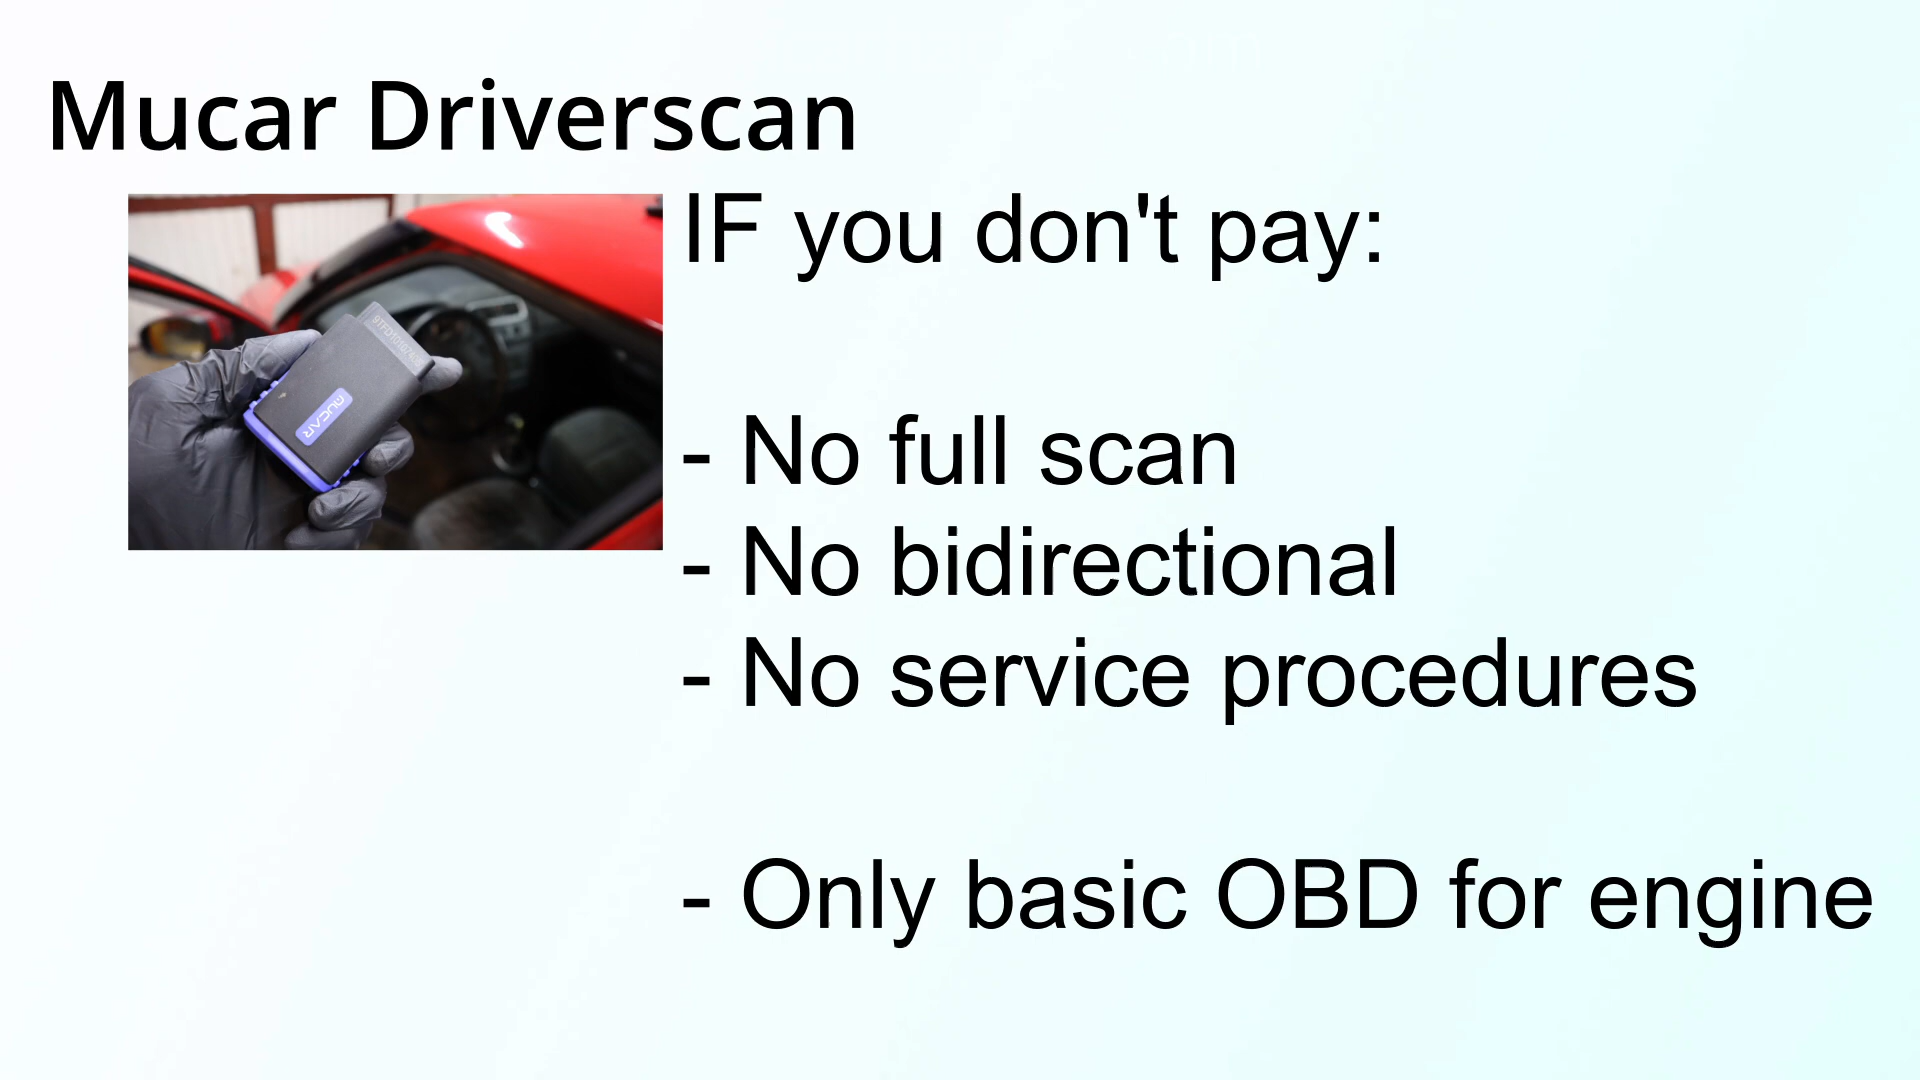 Mucar Driverscan
IF you don't pay:
- No full scan
- No bidirectional
- No service procedures
- Only basic OBD for engine
MUCAR